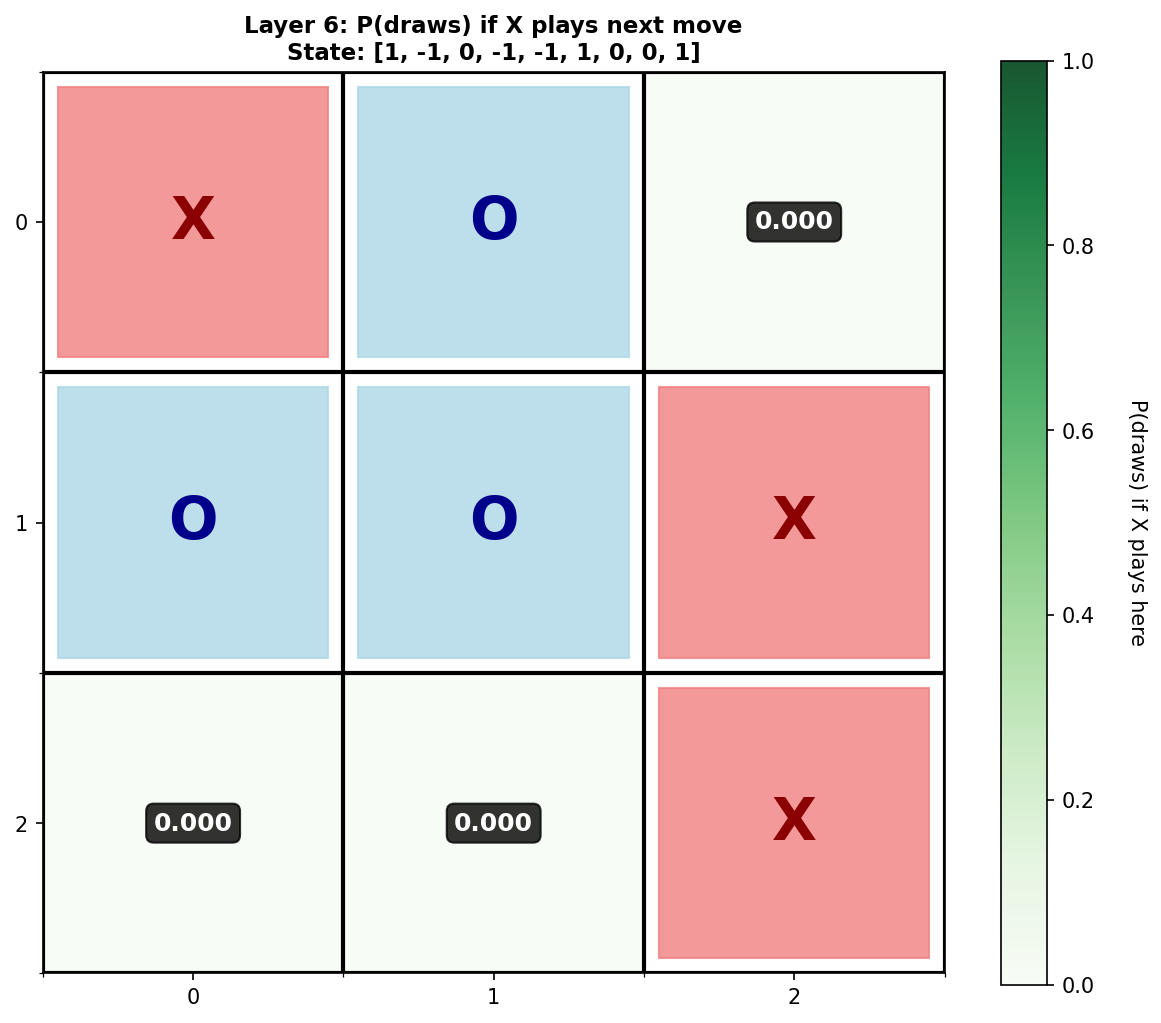 Layer 6: P(draws) if X plays next move
State: [1, -1, 0, -1, -1, 1, 0, 0, 1]
0
X
O
0.000
1
O
O
X
2
0.000
0.000
X
0
1
2
1.0
0.8
0.6
0.4
0.2
0.0
P(draws) if X plays here